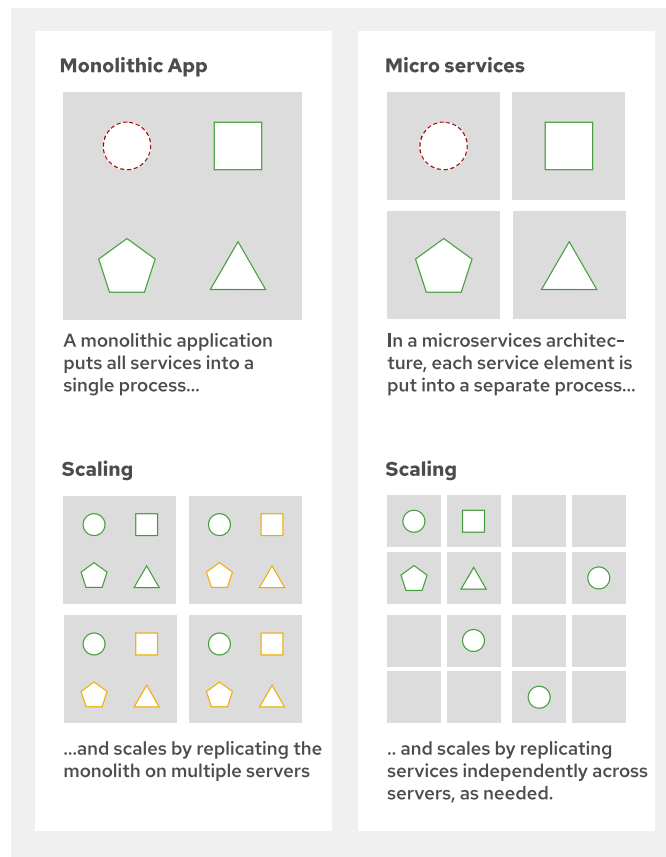 Monolithic App
A monolithic application
puts all services into a
single process...
Scaling
...and scales by replicating the
monolith on multiple servers
Micro services
In a microservices architec-
ture, each service element is
put into a separate process...
Scaling
.. and scales by replicating
services independently across
servers, as needed.